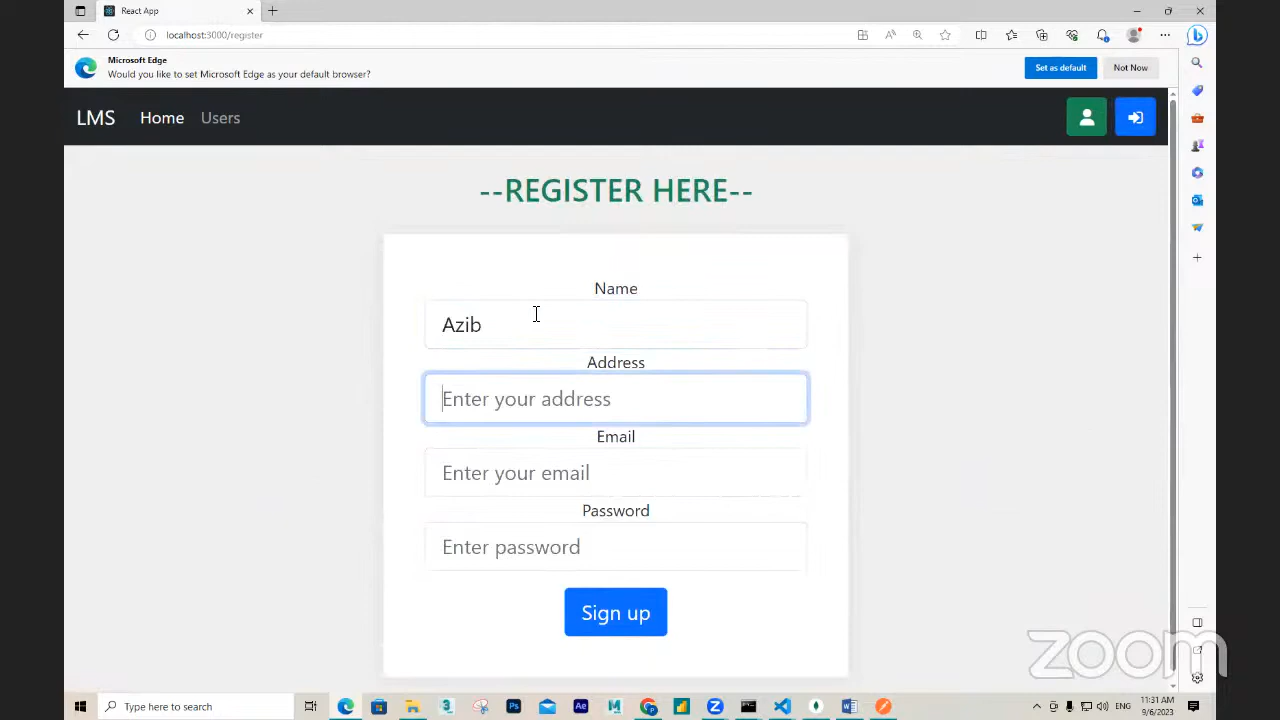 React App
localhost:3000/register
Microsoft Edge
Would you like to set Microsoft Edge as your default browser?
Set as default
Not Now
LMS
Home
Users
--REGISTER HERE--
Name
Azib
Address
Enter your address
Email
Enter your email
Password
Enter password
Sign up
zoom
Type here to search
11:31 AM
9/6/2023